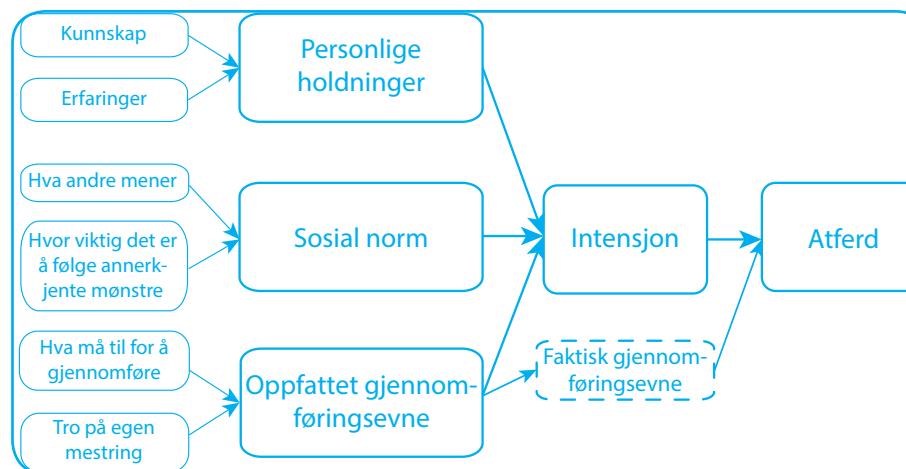 Kunnskap
Erfaringer
Personlige
holdninger
Hva andre mener
Hvor viktig det er
å følge annerk-
jente mønstre
Sosial norm
Hva må til for å
gjennomføre
Tro på egen
mestring
Oppfattet gjennom-
føringsevne
Intensjon
Faktisk gjennom-
føringsevne
Atferd